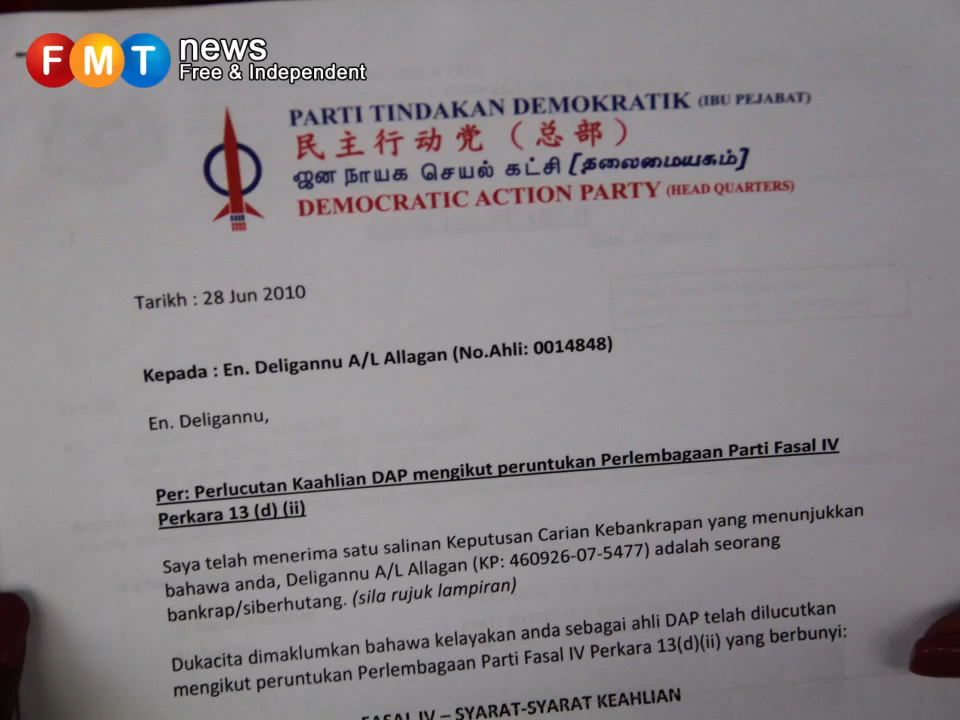 FMT news
Free & Independent
PARTI TINDAKAN DEMOKRATIK (IBU PEJABAT)
民主行动党（总部）
ஜன நாயக செயல் கட்சி [தலைமையகம்]
DEMOCRATIC ACTION PARTY (HEAD QUARTERS)
Tarikh : 28 Jun 2010
Kepada : En. Deligannu A/L Allagan (No.Ahli: 0014848)
En. Deligannu,
Per: Perlucutan Kaahlian DAP mengikut peruntukan Perlembagaan Parti Fasal IV
Perkara 13 (d) (ii)
Saya telah menerima satu salinan Keputusan Carian Kebankrapan yang menunjukkan
bahawa anda, Deligannu A/L Allagan (KP: 460926-07-5477) adalah seorang
bankrap/siberhutang. (sila rujuk lampiran)
Dukacita dimaklumkan bahawa kelayakan anda sebagai ahli DAP telah dilucutkan
mengikut peruntukan Perlembagaan Parti Fasal IV Perkara 13(d)(ii) yang berbunyi:
FASAL IV – SYARAT-SYARAT KEAHLIAN